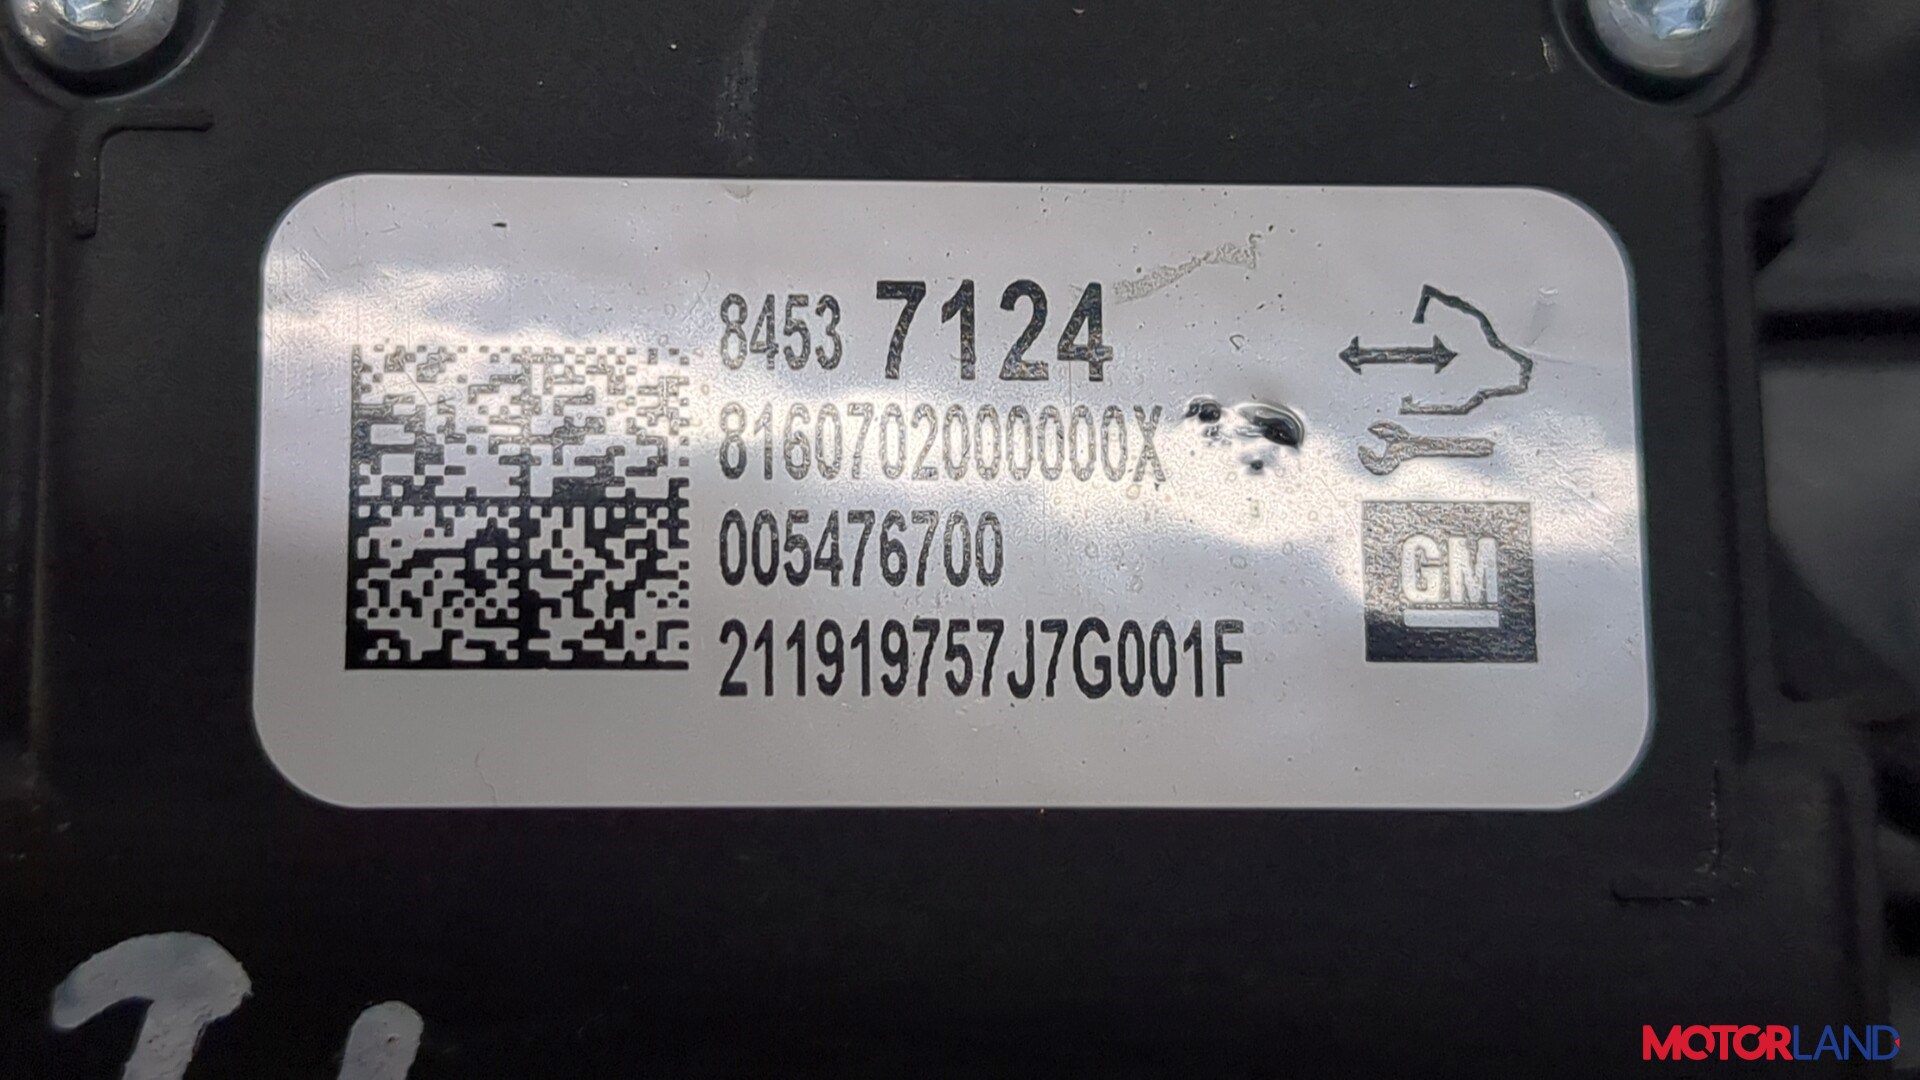 8453 7124
8160702000000X
005476700
211919757J7G001F
GM
MOTORLAND